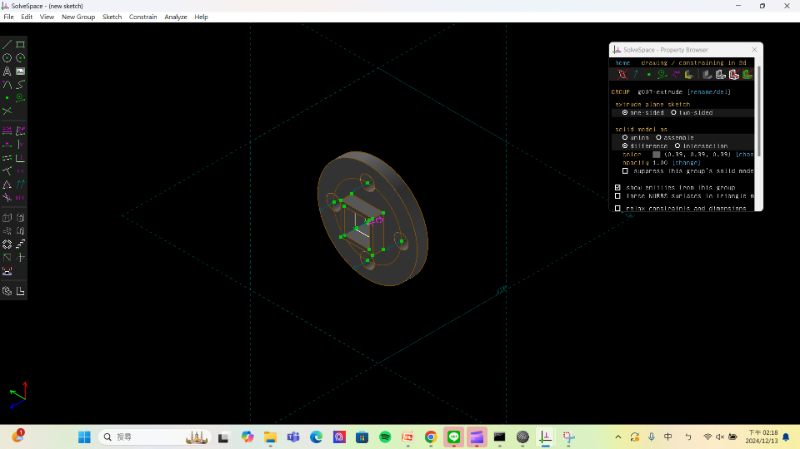 SolveSpace - (new sketch)
File Edit View New Group Sketch Constrain Analyze Help
SolveSpace - Property Browser
home drawing / constraining in 3d
GROUP g007-extrude [rename/del]
extrude plane sketch
one-sided two-sided
solid model as
union assemble
difference intersection
color (0.39, 0.39, 0.39)
opacity 1.00 [change]
suppress this group's solid
show entities from this group
force NURBS surfaces to triangle
relax constraints and dimensions
搜尋
中
下午 02:18
2024/12/13